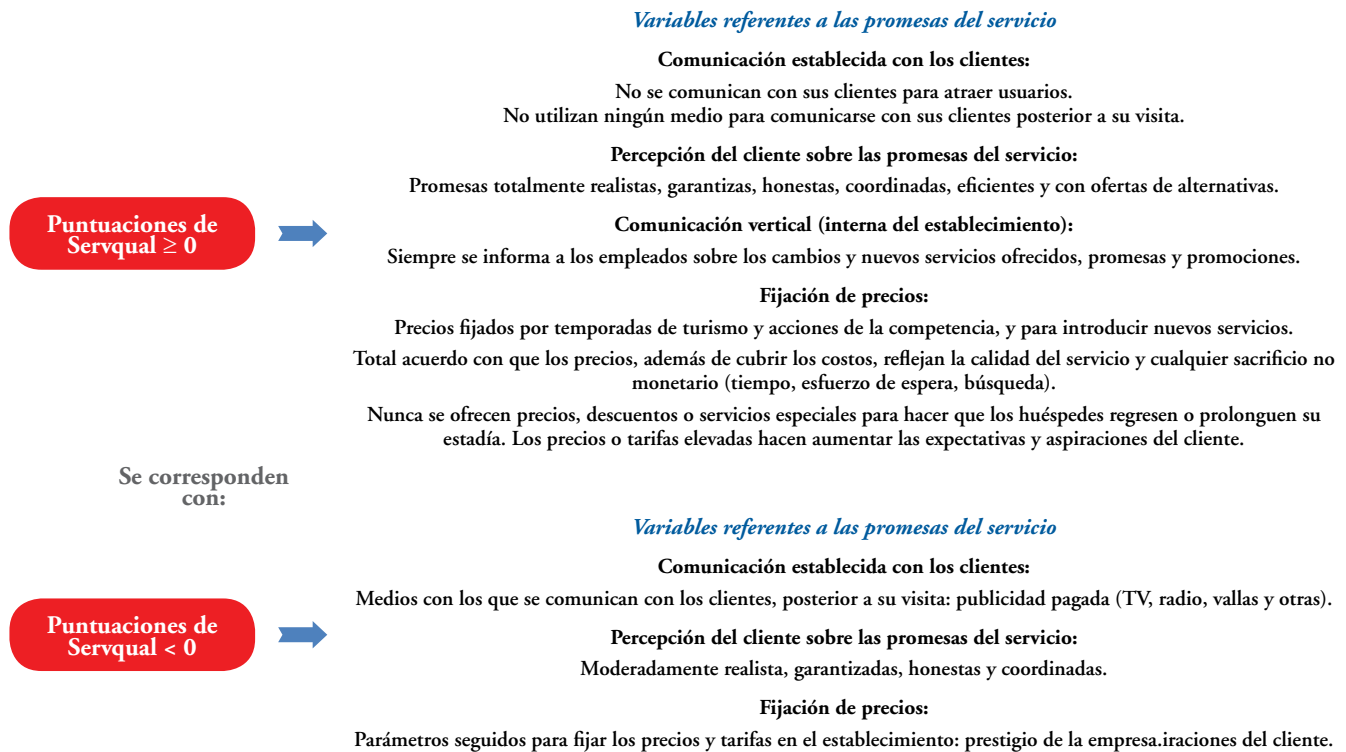 Variables referentes a las promesas del servicio
Comunicación establecida con los clientes:
No se comunican con sus clientes para atraer usuarios.
No utilizan ningún medio para comunicarse con sus clientes posterior a su visita.
Percepción del cliente sobre las promesas del servicio:
Promesas totalmente realistas, garantizas, honestas, coordinadas, eficientes y con ofertas de alternativas.
Puntuaciones de
Servqual ≥ 0
Comunicación vertical (interna del establecimiento):
Siempre se informa a los empleados sobre los cambios y nuevos servicios ofrecidos, promesas y promociones.
Fijación de precios:
Precios fijados por temporadas de turismo y acciones de la competencia, y para introducir nuevos servicios.
Total acuerdo con que los precios, además de cubrir los costos, reflejan la calidad del servicio y cualquier sacrificio no
monetario (tiempo, esfuerzo de espera, búsqueda).
Nunca se ofrecen precios, descuentos o servicios especiales para hacer que los huéspedes regresen o prolonguen su
estadía. Los precios o tarifas elevadas hacen aumentar las expectativas y aspiraciones del cliente.
Se corresponden
con:
Variables referentes a las promesas del servicio
Comunicación establecida con los clientes:
Medios con los que se comunican con los clientes, posterior a su visita: publicidad pagada (TV, radio, vallas y otras).
Puntuaciones de
Servqual < 0
Percepción del cliente sobre las promesas del servicio:
Moderadamente realista, garantizadas, honestas y coordinadas.
Fijación de precios:
Parámetros seguidos para fijar los precios y tarifas en el establecimiento: prestigio de la empresa.iraciones del cliente.